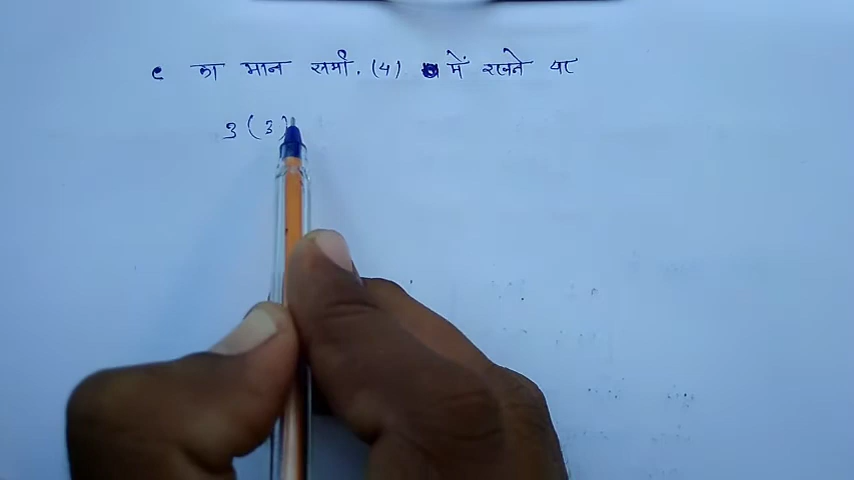 e का मान समी. (4) में रखने पर
3(3)